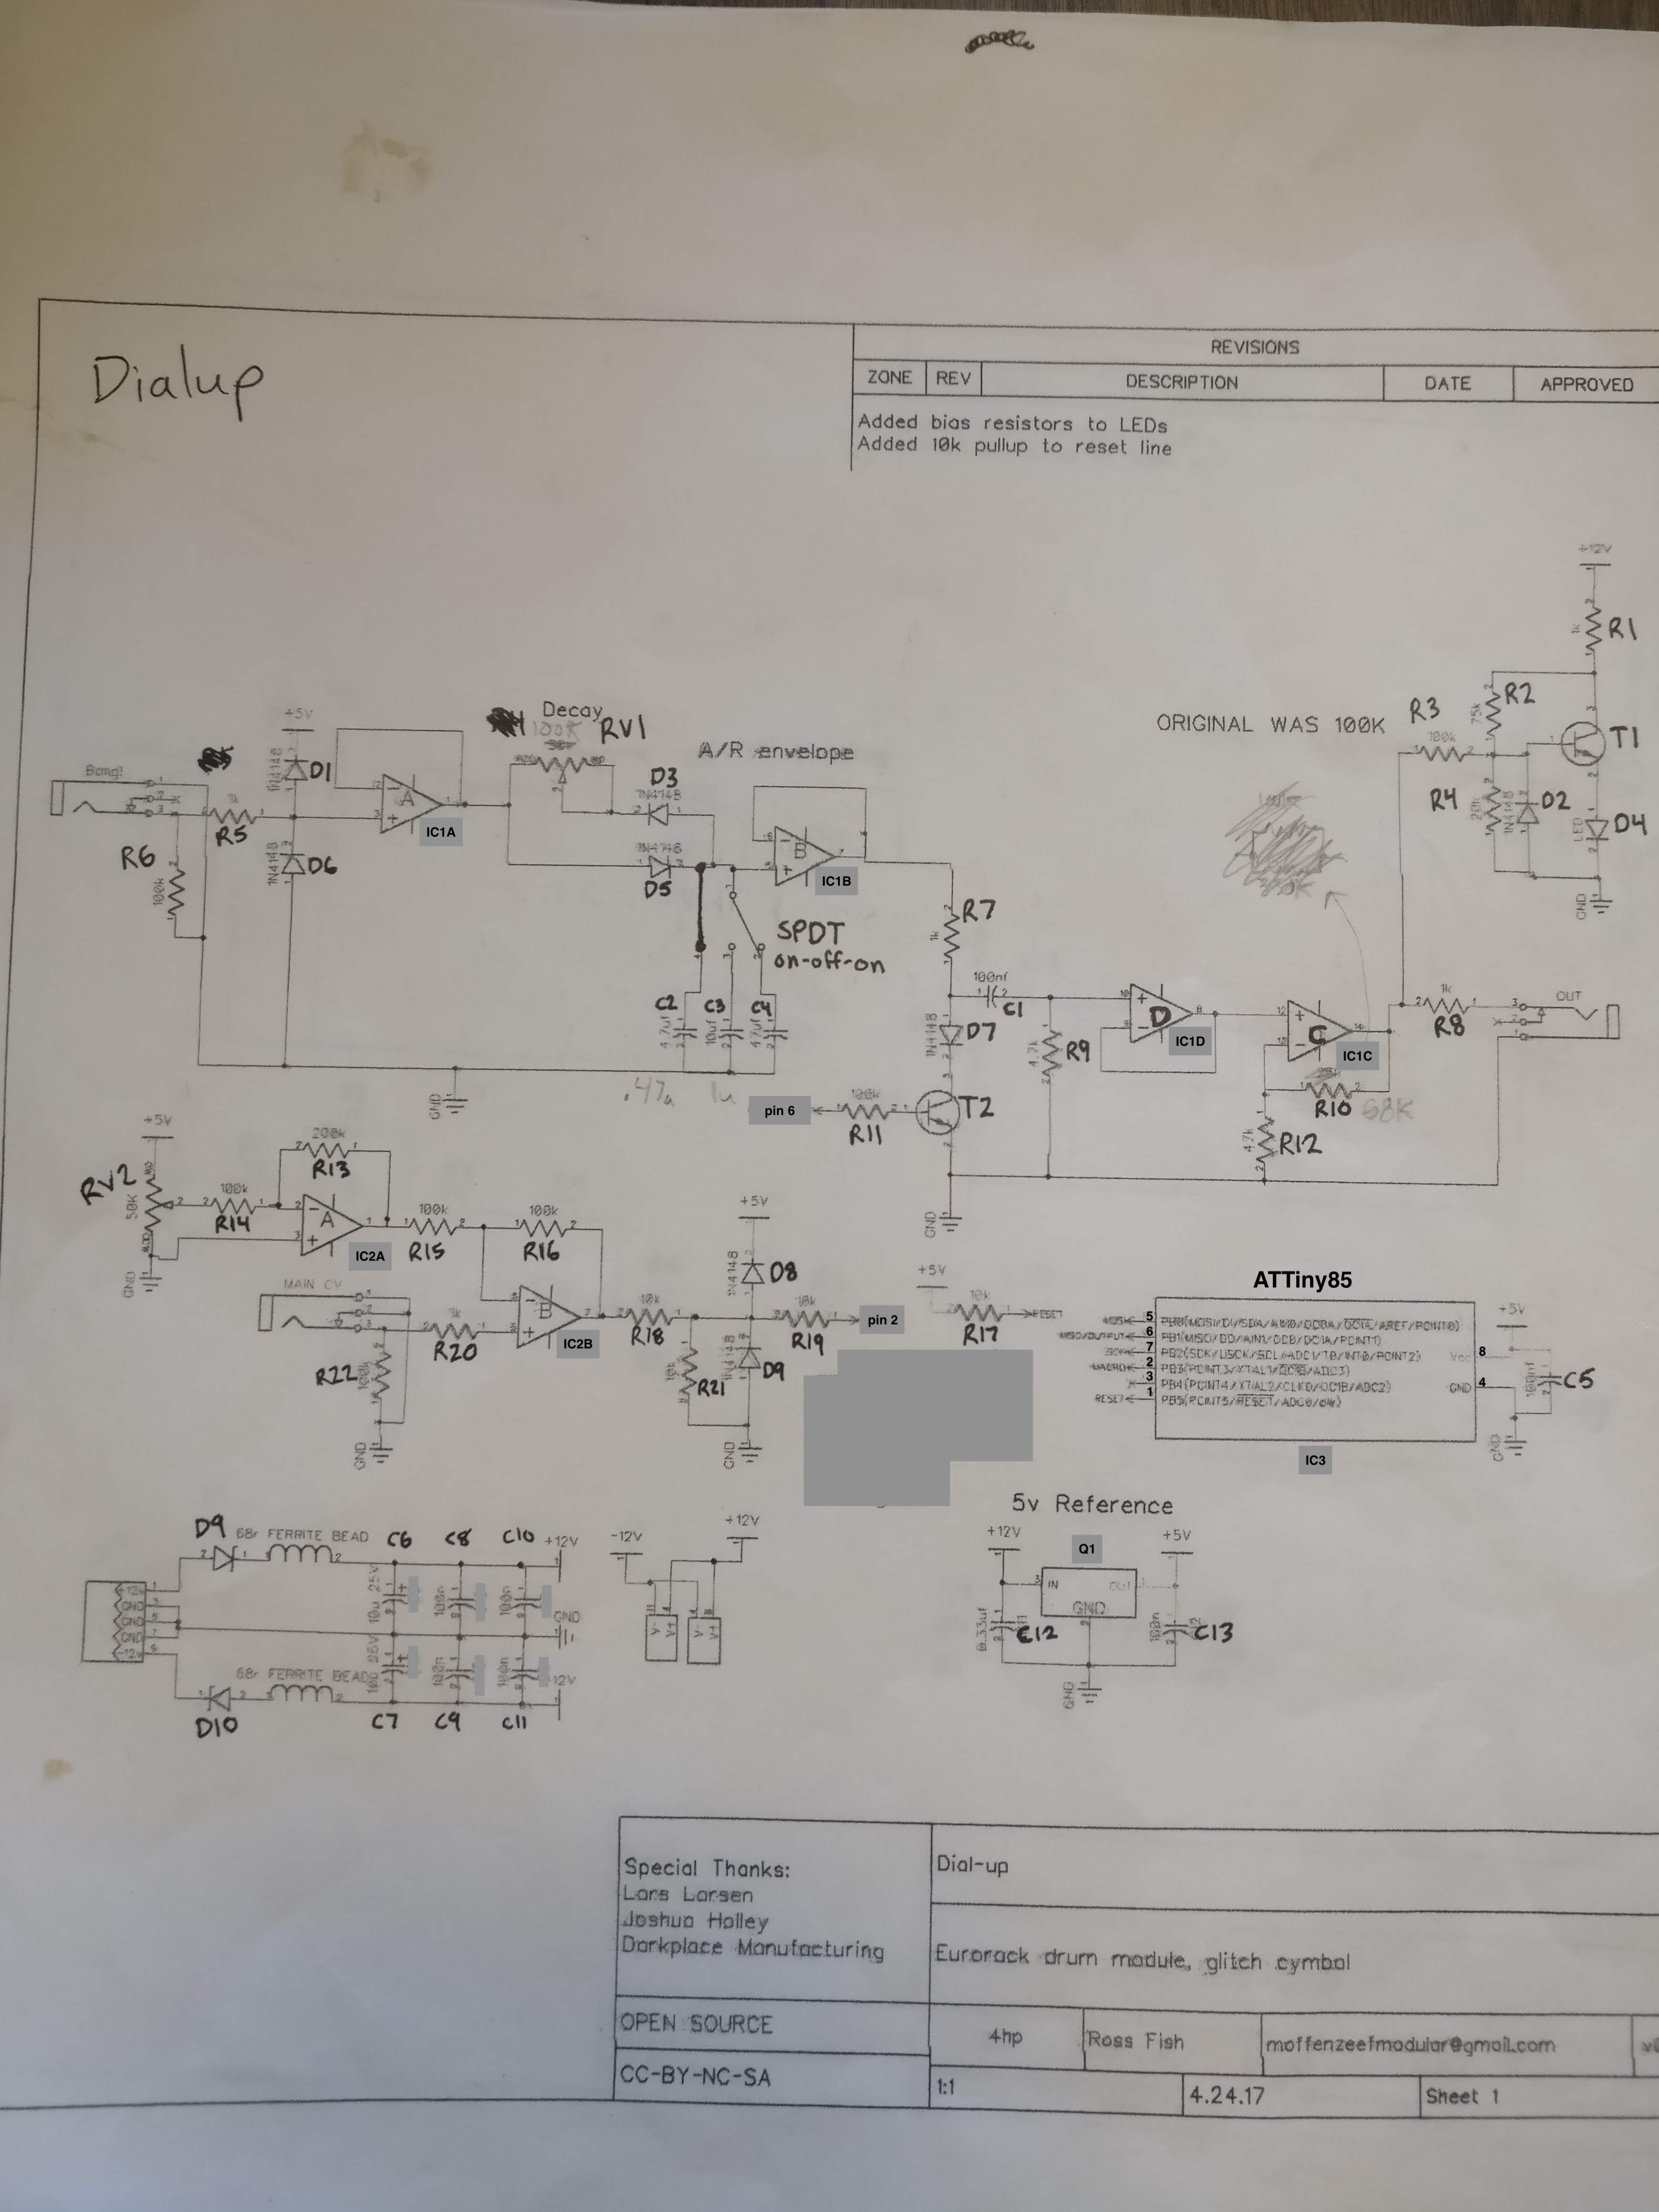 Dialup
REVISIONS
ZONE REV DESCRIPTION DATE APPROVED
Added bias resistors to LEDs
Added 10k pullup to reset line
+12V
1k R1
R2
75k
R3
100k
T1
ORIGINAL WAS 100K
R4
20k
1N4148
D2
LED
D4
GND
Decay
100K RV1
A/R envelope
+5V
Bang!
1N4148 D1
1k
R5
R6
100k
1N4148 D6
A
IC1A
D3
1N4148
1N4148
D5
B
IC1B
SPDT
on-off-on
C2 C3 C4
4.7uf 10uf 47uf
.47u 1u
GND
R7
1k
100nf
C1
1N4148
D7
4.7k R9
D
IC1D
C
IC1C
1k
R8
OUT
R10 68K
4.7k R12
pin 6
100k
R11
T2
GND
+5V
RV2
50K
100k
R14
200k
R13
A
IC2A
100k
R15
100k
R16
GND
MAIN CV
R22
100k
1k
R20
B
IC2B
10k
R18
R21
+5V
1N4148 D8
1N4148 D9
10k
R19
pin 2
GND
GND
+5V
10k
R17
RESET
ATTiny85
5 PB0(MOSI/DI/SDA/AIN0/OC0A/OC1A/AREF/PCINT0)
6 PB1(MISO/DO/AIN1/OC0B/OC1A/PCINT1)
7 PB2(SCK/USCK/SCL/ADC1/T0/INT0/PCINT2)
2 PB3(PCINT3/XTAL1/OC1B/ADC3)
3 PB4(PCINT4/XTAL2/CLKO/OC1B/ADC2)
1 PB5(PCINT5/RESET/ADC0/dW)
RESET
8 Vcc
4 GND
+5V
100nf C5
GND
IC3
D9 68r FERRITE BEAD C6 C8 C10 +12V
+12v
GND
GND
GND
-12v
10u 25V 100n 100n
GND
10u 25V 100n 100n
68r FERRITE BEAD
D10 C7 C9 C11
-12V +12V
V- V+ V- V+
5v Reference
+12V Q1 +5V
IN OUT
GND
0.33uf C12
100n C13
GND
Special Thanks:
Lars Larsen
Joshua Holley
Darkplace Manufacturing
Dial-up
Eurorack drum module, glitch cymbal
OPEN SOURCE
4hp Ross Fish moffenzeefmodular@gmail.com
CC-BY-NC-SA
1:1 4.24.17 Sheet 1